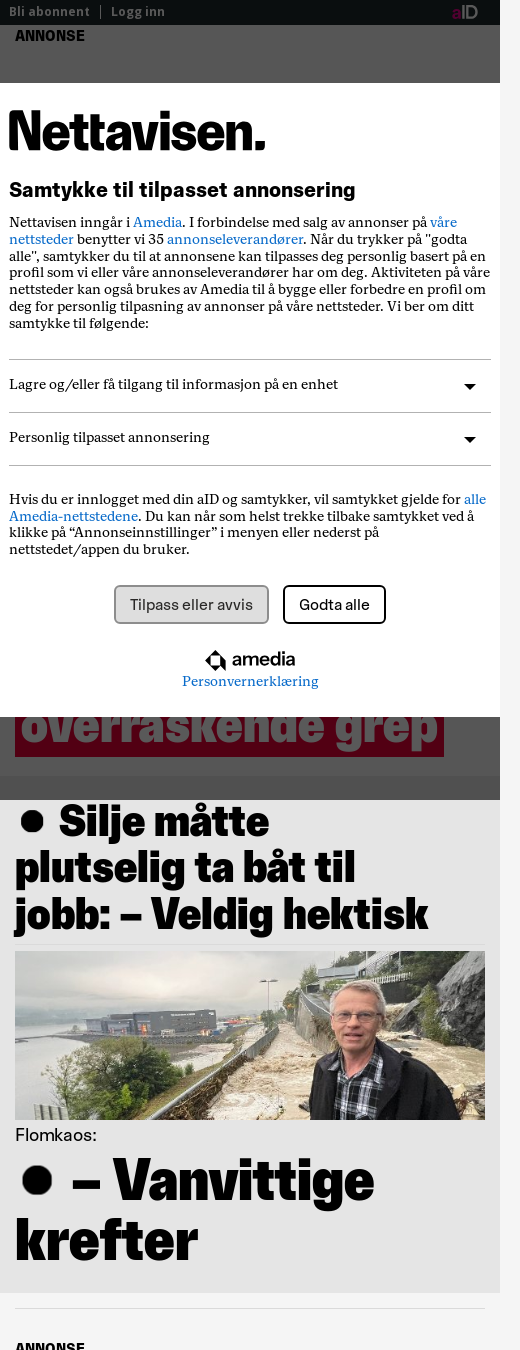 Bli abonnent | Logg inn
aID
ANNONSE
Nettavisen.
Samtykke til tilpasset annonsering
Nettavisen inngår i Amedia. I forbindelse med salg av annonser på våre
nettsteder benytter vi 35 annonseleverandører. Når du trykker på "godta
alle", samtykker du til at annonsene kan tilpasses deg personlig basert på en
profil som vi eller våre annonseleverandører har om deg. Aktiviteten på våre
nettsteder kan også brukes av Amedia til å bygge eller forbedre en profil om
deg for personlig tilpasning av annonser på våre nettsteder. Vi ber om ditt
samtykke til følgende:
Lagre og/eller få tilgang til informasjon på en enhet
Personlig tilpasset annonsering
Hvis du er innlogget med din aID og samtykker, vil samtykket gjelde for alle
Amedia-nettstedene. Du kan når som helst trekke tilbake samtykket ved å
klikke på “Annonseinnstillinger” i menyen eller nederst på
nettstedet/appen du bruker.
Tilpass eller avvis
Godta alle
amedia
Personvernerklæring
overraskende grep
Silje måtte
plutselig ta båt til
jobb: – Veldig hektisk
Flomkaos:
– Vanvittige
krefter
ANNONSE